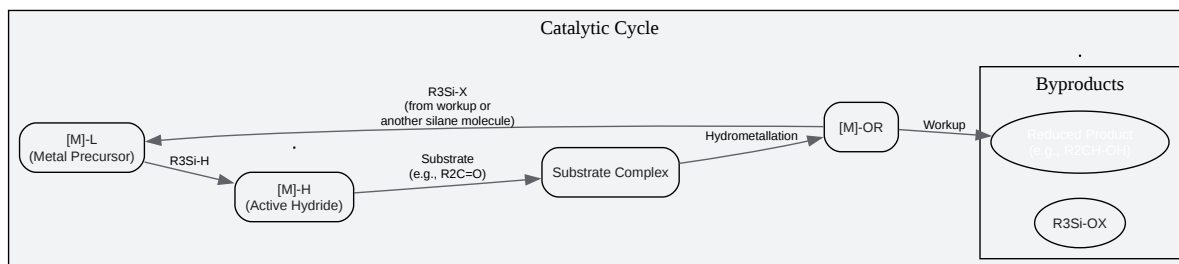 Catalytic Cycle
Byproducts
R3Si-X
(from workup or
another silane molecule)
[M]-L
(Metal Precursor)
R3Si-H
[M]-H
(Active Hydride)
Substrate
(e.g., R2C=O)
Substrate Complex
Hydrometallation
[M]-OR
Workup
Reduced Product
(e.g., R2CH-OH)
R3Si-OX